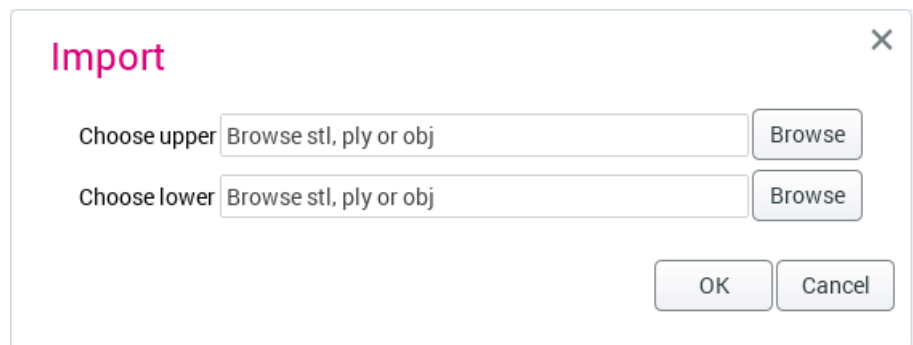 Import
Choose upper Browse stl, ply or obj Browse
Choose lower Browse stl, ply or obj Browse
OK Cancel